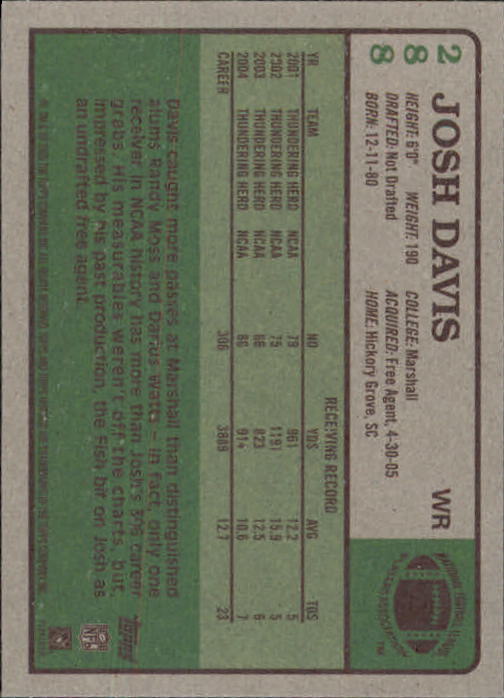 288
JOSH DAVIS WR
HEIGHT: 6'0" WEIGHT: 190 COLLEGE: Marshall
DRAFTED: Not Drafted ACQUIRED: Free Agent, 4-30-05
BORN: 12-11-80 HOME: Hickory Grove, SC
RECEIVING RECORD
YR TEAM NO YDS AVG TDS
2001 THUNDERING HERD NCAA 79 961 12.2 5
2002 THUNDERING HERD NCAA 75 1191 15.9 5
2003 THUNDERING HERD NCAA 66 823 12.5 6
2004 THUNDERING HERD NCAA 86 914 10.6 7
CAREER 306 3889 12.7 23
Davis caught more passes at Marshall than distinguished
alums Randy Moss and Darius Watts – in fact, only one
receiver in NCAA history has more than Josh's 306 career
grabs. His measurables weren't off the charts, but,
impressed by his past production, the Fish bit on Josh as
an undrafted free agent.
TOPPS
NFL